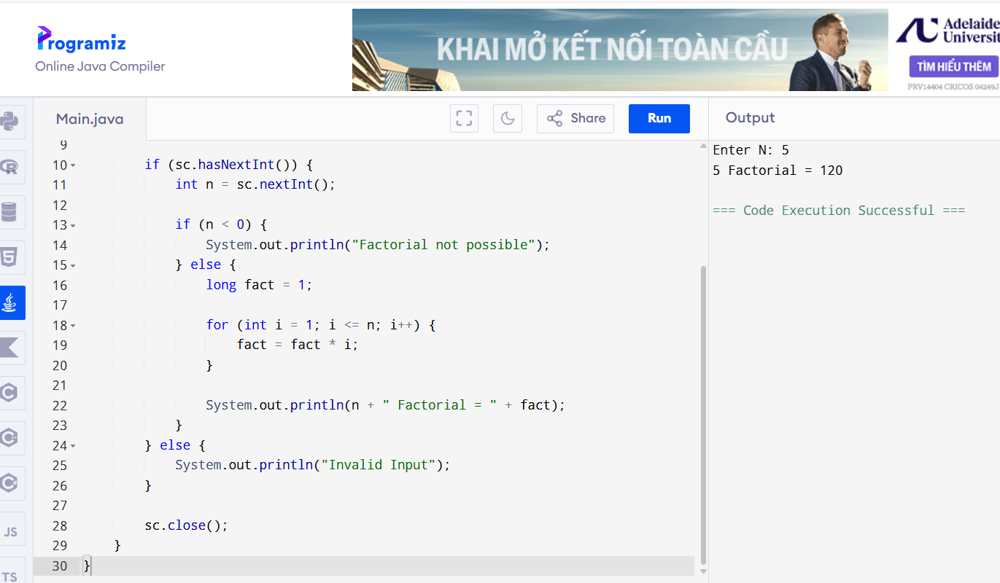 Programiz
Online Java Compiler
KHAI MỞ KẾT NỐI TOÀN CẦU
Adelaide
Universit
TÌM HIỂU THÊM
PRV14404 CRICOS 04249J
Main.java
Share
Run
Output
9
10 if (sc.hasNextInt()) {
11 int n = sc.nextInt();
12
13 if (n < 0) {
14 System.out.println("Factorial not possible");
15 } else {
16 long fact = 1;
17
18 for (int i = 1; i <= n; i++) {
19 fact = fact * i;
20 }
21
22 System.out.println(n + " Factorial = " + fact);
23 }
24 } else {
25 System.out.println("Invalid Input");
26 }
27
28 sc.close();
29 }
30 }
JS
TS
Enter N: 5
5 Factorial = 120
=== Code Execution Successful ===